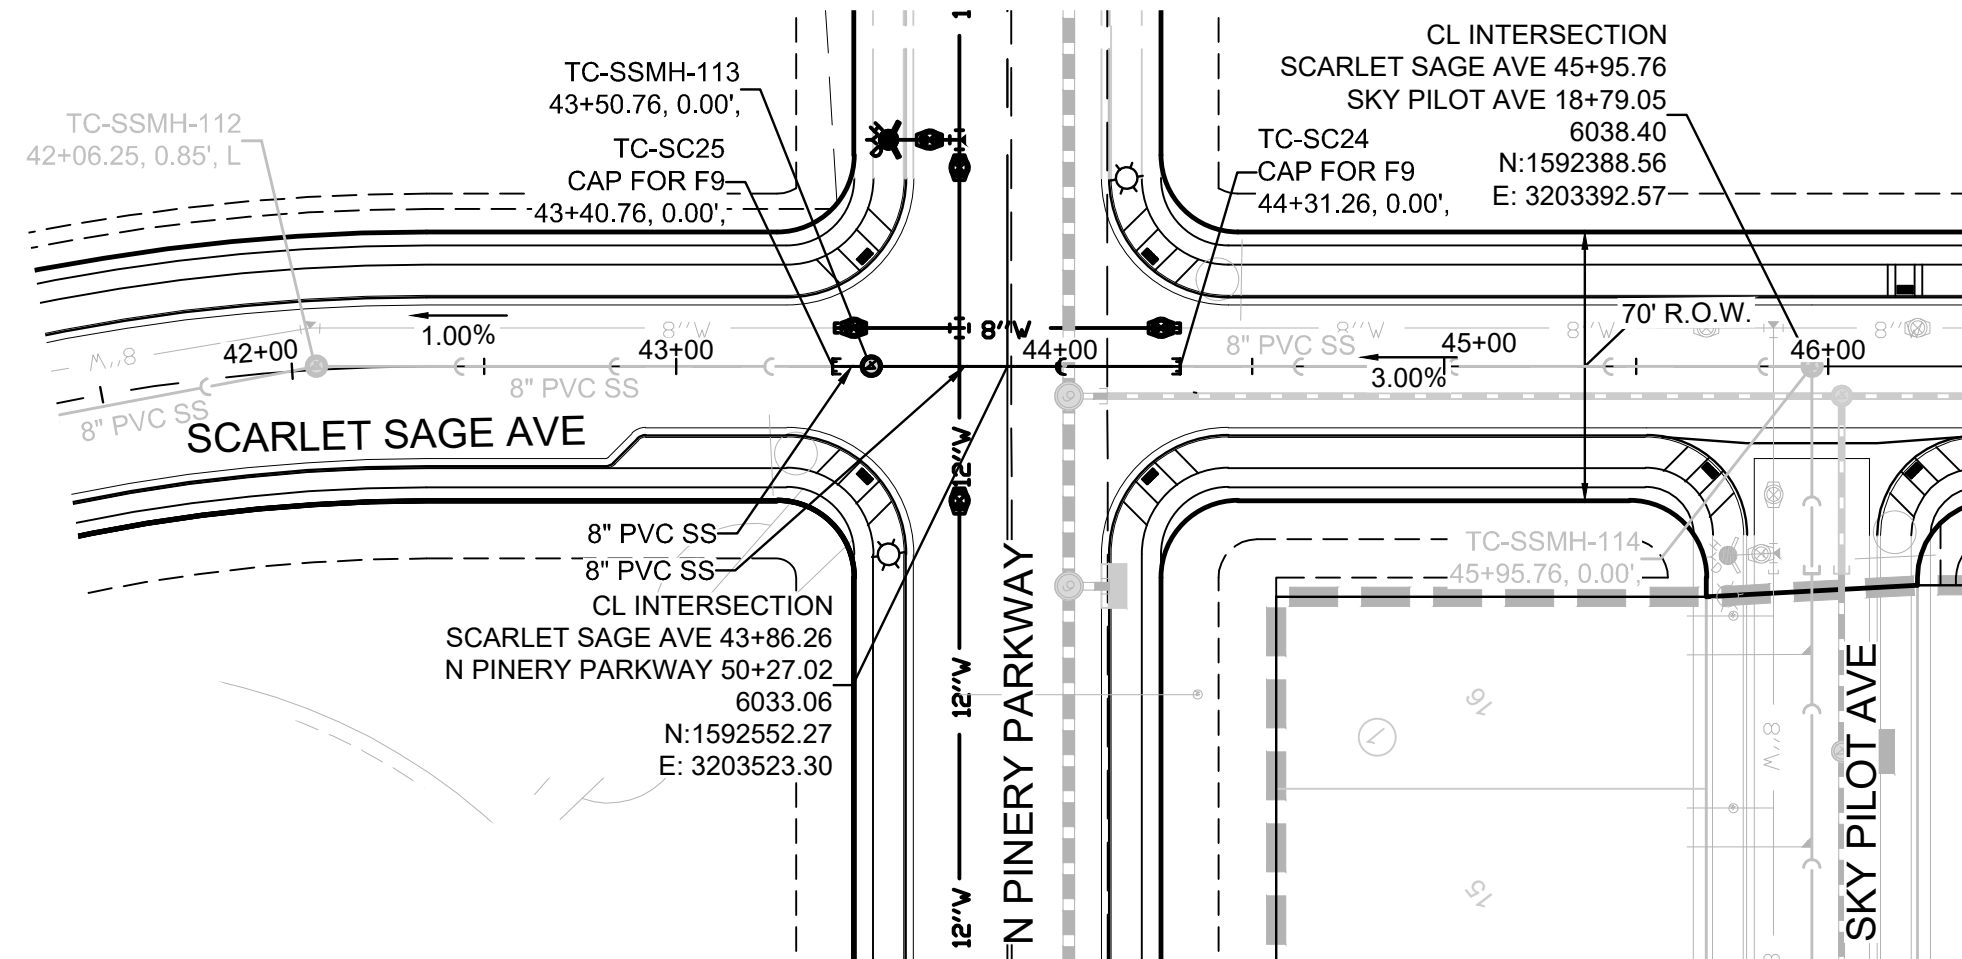 CL INTERSECTION
SCARLET SAGE AVE 45+95.76
SKY PILOT AVE 18+79.05
6038.40
N:1592388.56
E: 3203392.57
TC-SSMH-113
43+50.76, 0.00',
TC-SC25
CAP FOR F9
43+40.76, 0.00',
TC-SSMH-112
42+06.25, 0.85', L
TC-SC24
CAP FOR F9
44+31.26, 0.00',
70' R.O.W.
1.00%
8''W
8''W
8''W
8''W
8''W
8''
42+00
43+00
44+00
45+00
46+00
8" PVC SS
3.00%
8" PVC SS
8" PVC SS
SCARLET SAGE AVE
12''W
8" PVC SS
8" PVC SS
TC-SSMH-114
45+95.76, 0.00',
CL INTERSECTION
SCARLET SAGE AVE 43+86.26
N PINERY PARKWAY 50+27.02
6033.06
N:1592552.27
E: 3203523.30
12''W
12''W
N PINERY PARKWAY
16
1
15
8''W
SKY PILOT AVE